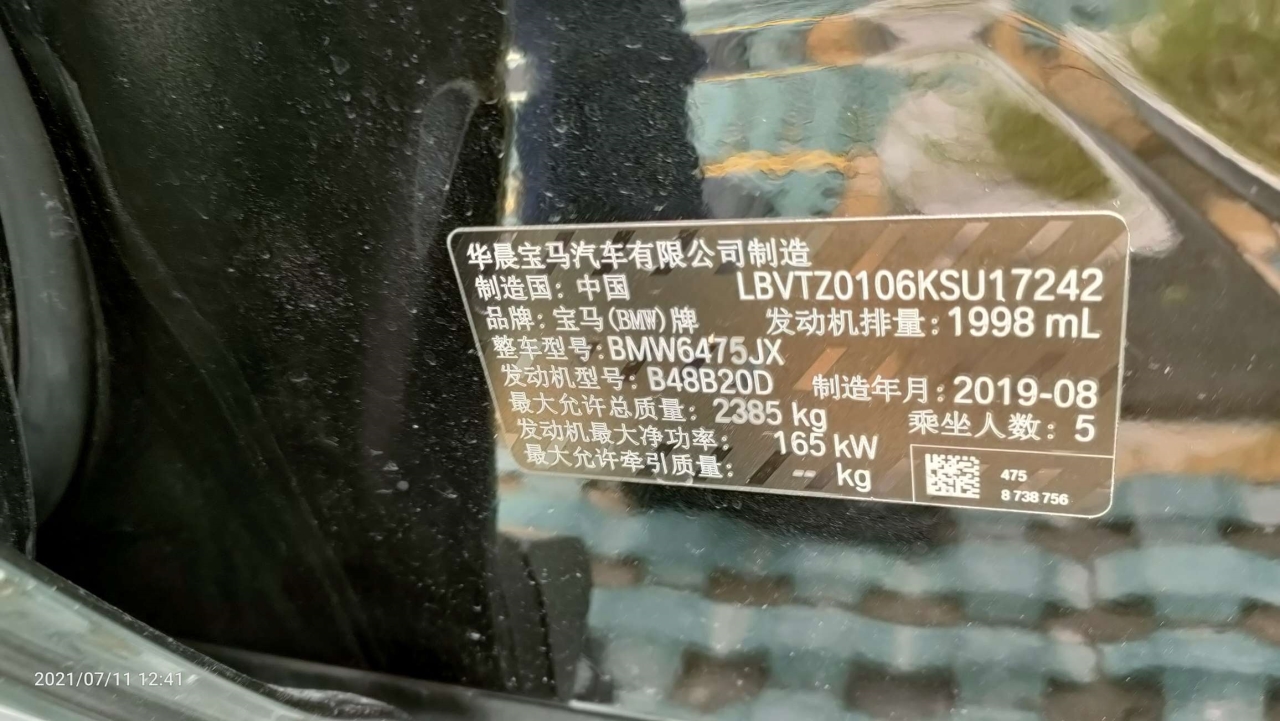 华晨宝马汽车有限公司制造
制造国：中国 LBVTZ0106KSU17242
品牌：宝马(BMW)牌 发动机排量：1998 mL
整车型号：BMW6475JX
发动机型号：B48B20D 制造年月：2019-08
最大允许总质量：2385 kg 乘坐人数：5
发动机最大净功率：165 kW
最大允许牵引质量：-- kg
475
8 738 756
2021/07/11 12:41